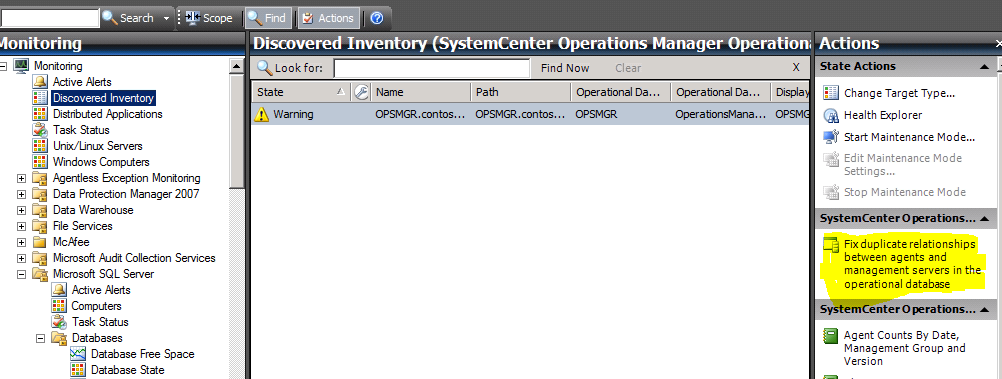 Search
Scope
Find
Actions
Monitoring
Monitoring
Active Alerts
Discovered Inventory
Distributed Applications
Task Status
Unix/Linux Servers
Windows Computers
Agentless Exception Monitoring
Data Protection Manager 2007
Data Warehouse
File Services
McAfee
Microsoft Audit Collection Services
Microsoft SQL Server
Active Alerts
Computers
Task Status
Databases
Database Free Space
Database State
Discovered Inventory (SystemCenter Operations Manager Operationa
Look for:
Find Now
Clear
X
State
Name
Path
Operational Da...
Operational Da...
Display
Warning
OPSMGR.contos...
OPSMGR.contos...
OPSMGR
OperationsMana...
OPSMG
Actions
State Actions
Change Target Type...
Health Explorer
Start Maintenance Mode...
Edit Maintenance Mode
Settings...
Stop Maintenance Mode
SystemCenter Operations...
Fix duplicate relationships
between agents and
management servers in the
operational database
SystemCenter Operations...
Agent Counts By Date,
Management Group and
Version